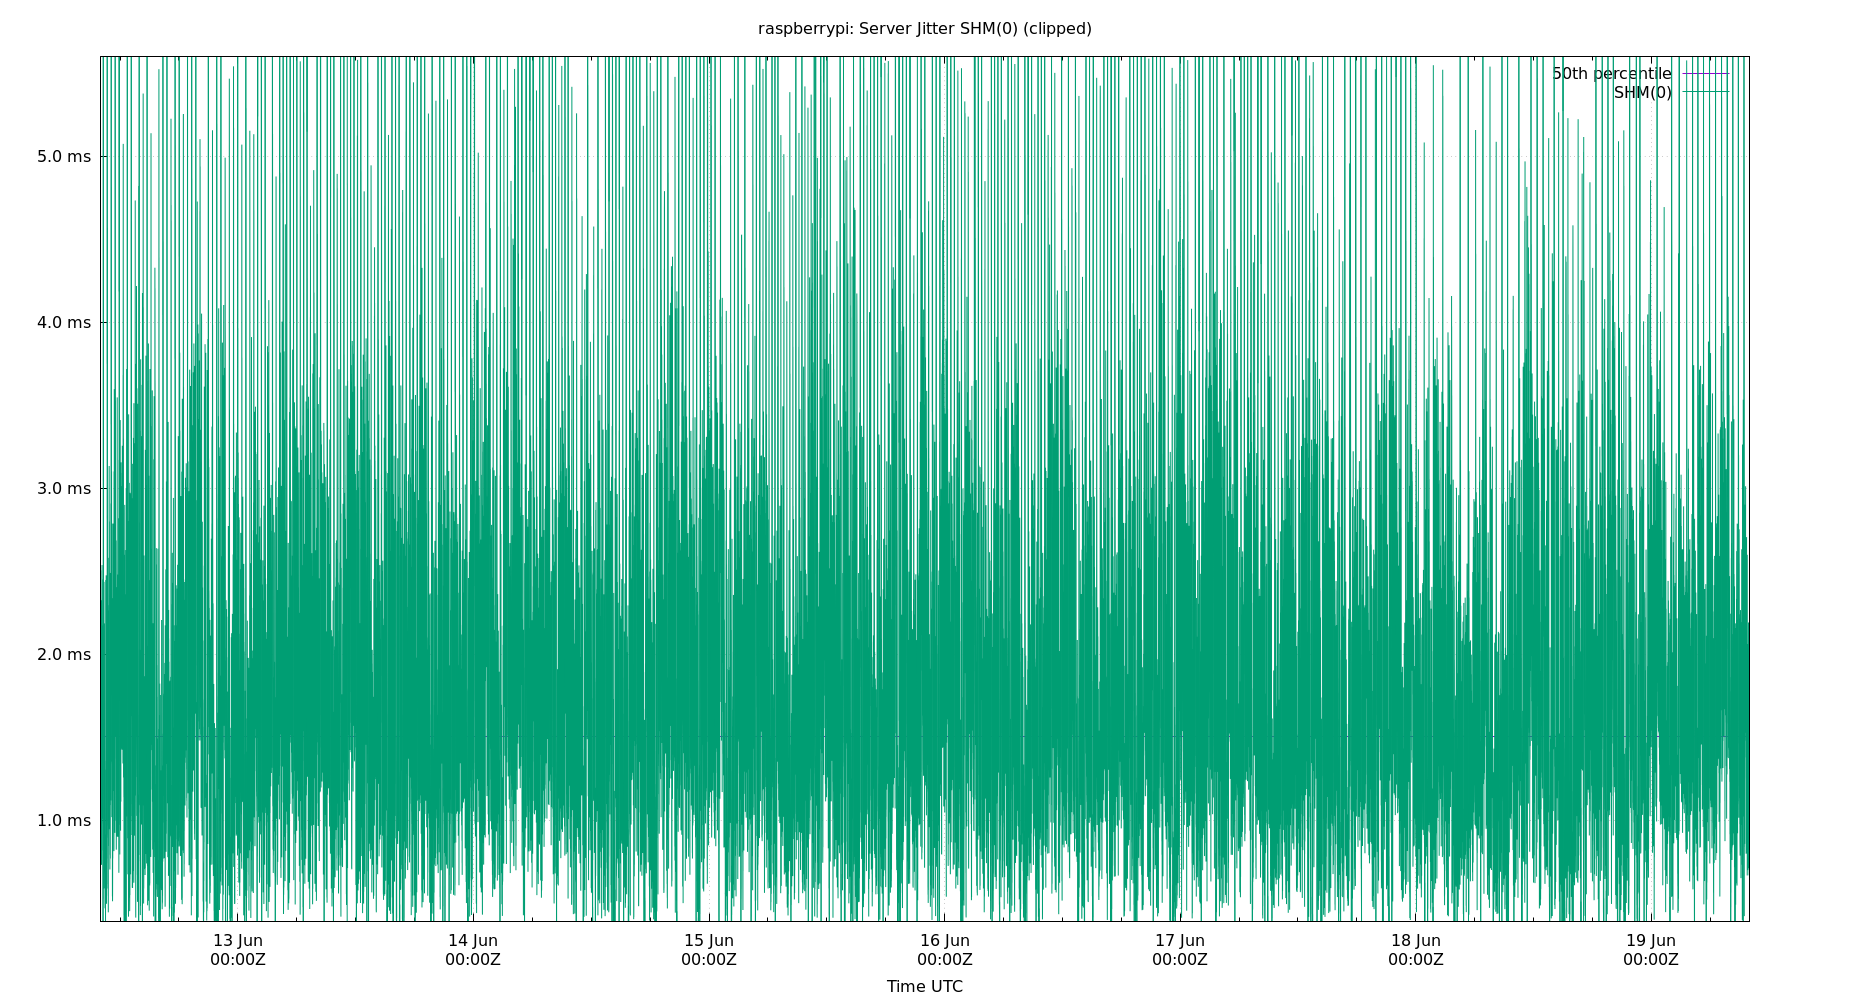 raspberrypi: Server Jitter SHM(0) (clipped)
50th percentile
SHM(0)
5.0 ms
4.0 ms
3.0 ms
2.0 ms
1.0 ms
13 Jun 14 Jun 15 Jun 16 Jun 17 Jun 18 Jun 19 Jun
00:00Z 00:00Z 00:00Z 00:00Z 00:00Z 00:00Z 00:00Z
Time UTC